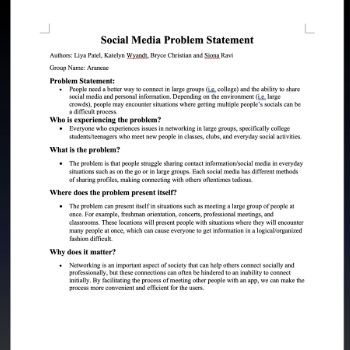 Social Media Problem Statement
Authors: Liya Patel, Katelyn Wyandt, Bryce Christian and Siona Ravi
Group Name: Araneae
Problem Statement:
• People need a better way to connect in large groups (i.e. college) and the ability to share
social media and personal information. Depending on the environment (i.e. large
crowds), people may encounter situations where getting multiple people's socials can be
a difficult process.
Who is experiencing the problem?
• Everyone who experiences issues in networking in large groups, specifically college
students/teenagers who meet new people in classes, clubs, and everyday social activities.
What is the problem?
• The problem is that people struggle sharing contact information/social media in everyday
situations such as on the go or in large groups. Each social media has different methods
of sharing profiles, making connecting with others oftentimes tedious.
Where does the problem present itself?
• The problem can present itself in situations such as meeting a large group of people at
once. For example, freshman orientation, concerts, professional meetings, and
classrooms. These locations will present people with situations where they will encounter
many people at once, which can cause everyone to get information in a logical/organized
fashion difficult.
Why does it matter?
• Networking is an important aspect of society that can help others connect socially and
professionally, but these connections can often be hindered to an inability to connect
initially. By facilitating the process of meeting other people with an app, we can make the
process more convenient and efficient for the users.